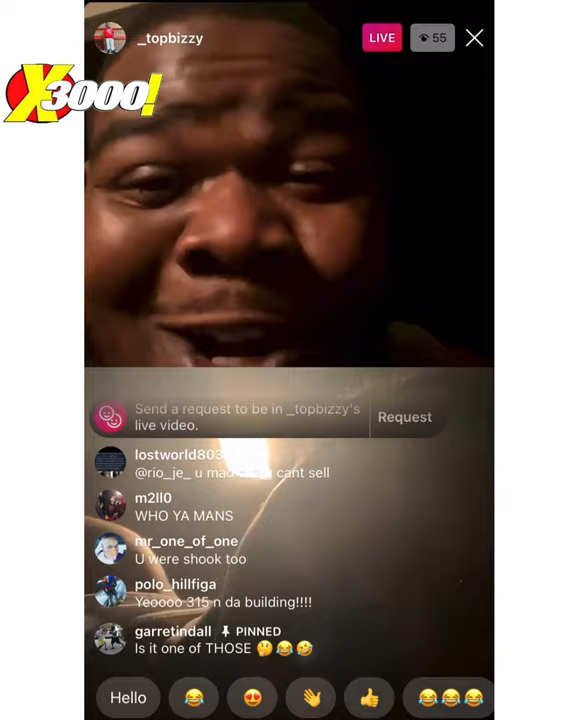 _topbizzy
LIVE
55
X3000!
Send a request to be in _topbizzy's
live video.
Request
lostworld803
@rio_je_ u mad cant sell
m2ll0
WHO YA MANS
mr_one_of_one
U were shook too
polo_hillfiga
Yeoooo 315 n da building!!!!
garretindall PINNED
Is it one of THOSE 🤔😂🤣
Hello 😂 😍 👋 👍 😂😂😂